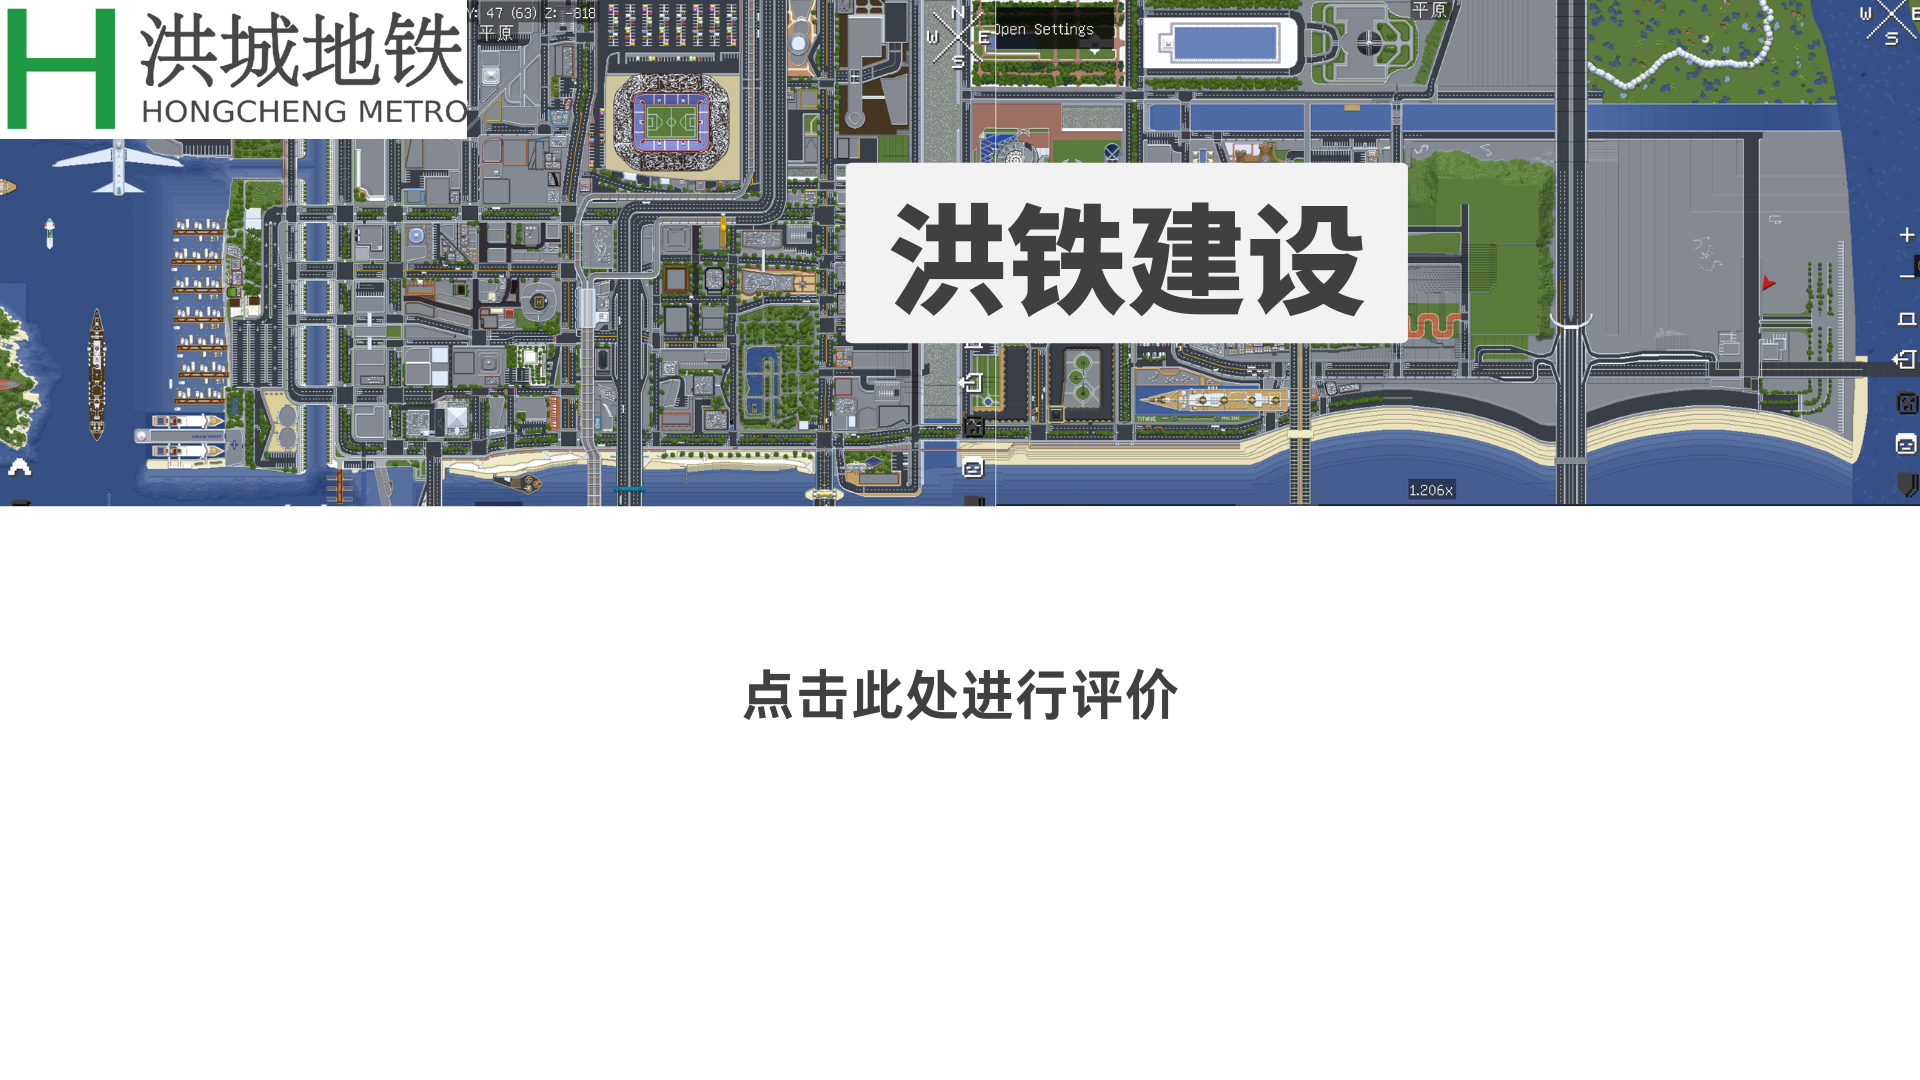 洪城地铁
HONGCHENG METRO
Y: 47 (63) Z: -818
平原
N
W
E
S
Open Settings
平原
W
E
S
洪铁建设
TITANIC
1.206x
点击此处进行评价